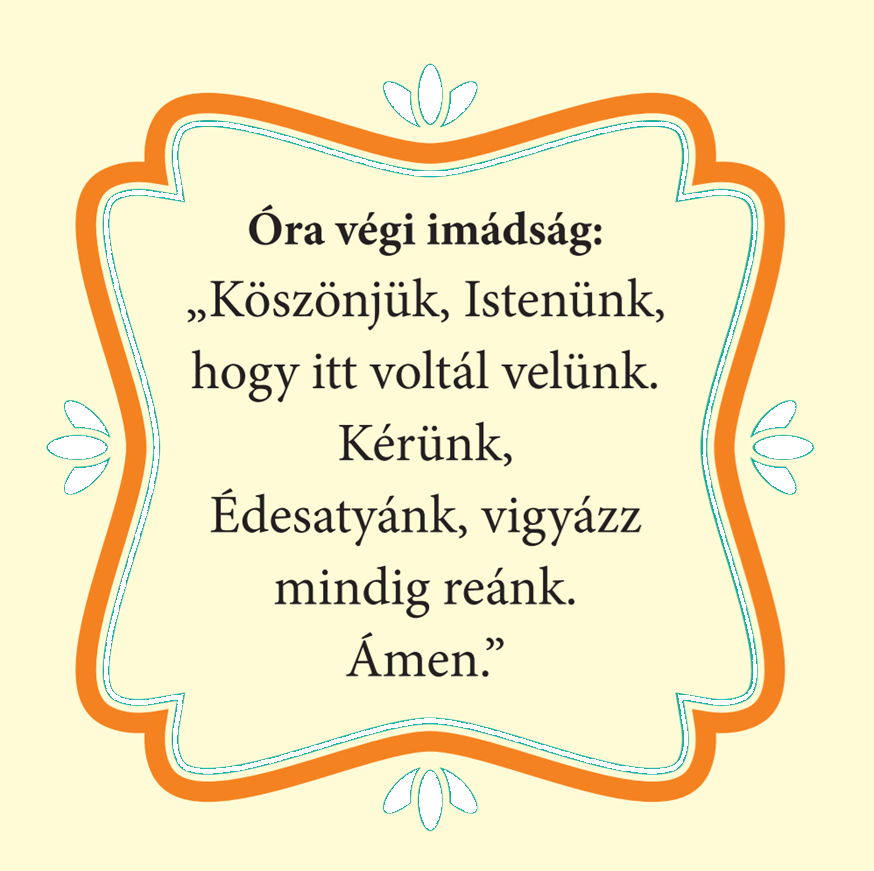 Óra végi imádság:
„Köszönjük, Istenünk,
hogy itt voltál velünk.
Kérünk,
Édesatyánk, vigyázz
mindig reánk.
Ámen.”